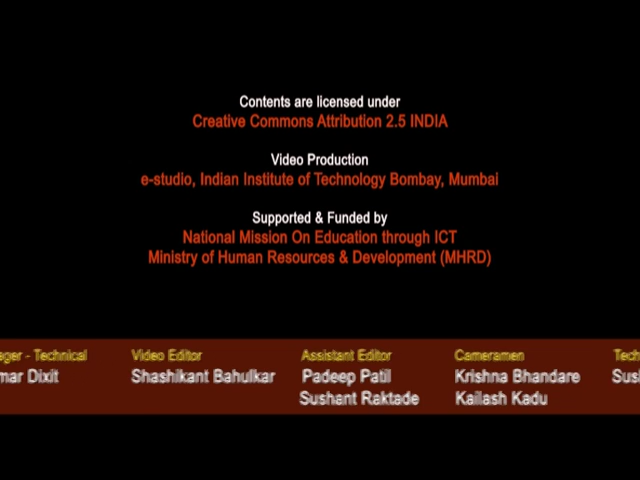 Contents are licensed under
Creative Commons Attribution 2.5 INDIA
Video Production
e-studio, Indian Institute of Technology Bombay, Mumbai
Supported & Funded by
National Mission On Education through ICT
Ministry of Human Resources & Development (MHRD)
- Technical Video Editor Assistant Editor Cameramen
Dixit Shashikant Bahulkar Padeep Patil Krishna Bhandare
Sushant Raktade Kailash Kadu